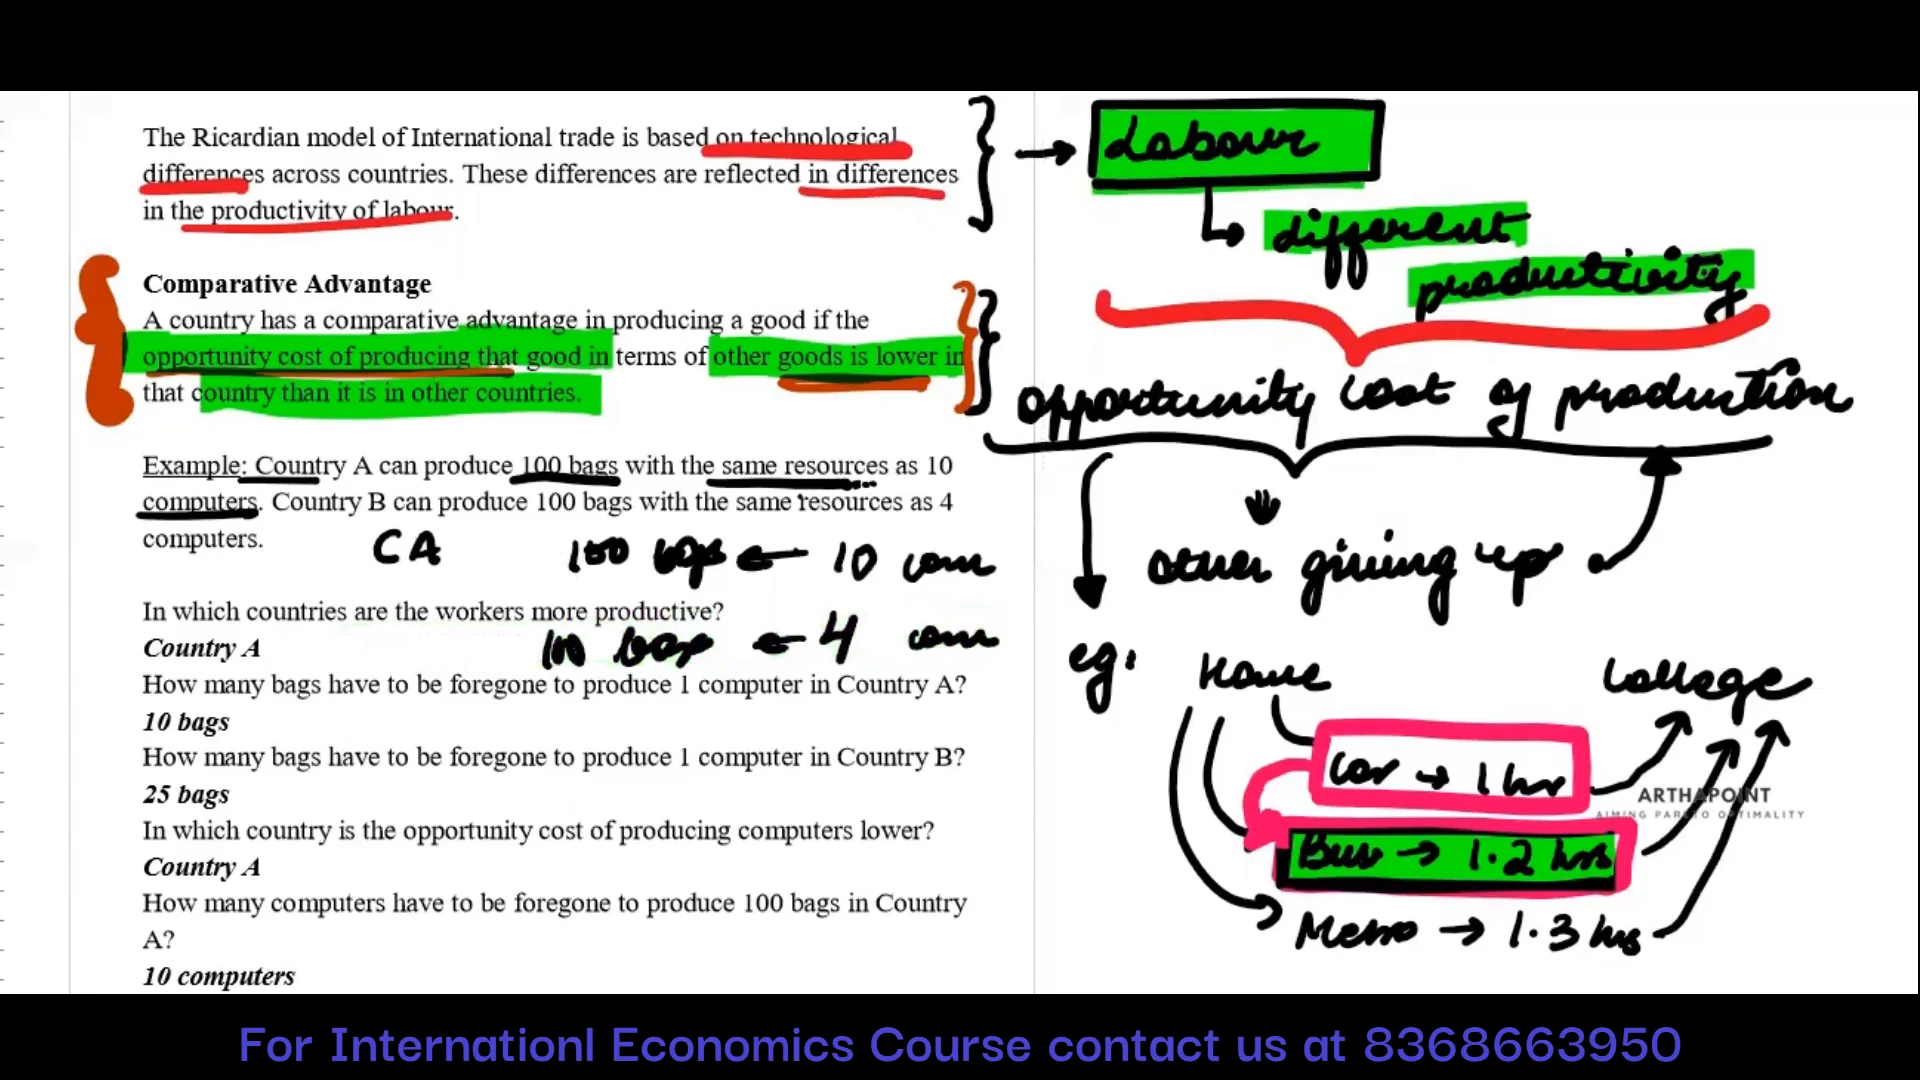 The Ricardian model of International trade is based on technological
differences across countries. These differences are reflected in differences
in the productivity of labour.
Comparative Advantage
A country has a comparative advantage in producing a good if the
opportunity cost of producing that good in terms of other goods is lower in
that country than it is in other countries.
Example: Country A can produce 100 bags with the same resources as 10
computers. Country B can produce 100 bags with the same resources as 4
computers.
CA 100 bags ← 10 com
In which countries are the workers more productive?
100 bags ← 4 com
Country A
How many bags have to be foregone to produce 1 computer in Country A?
10 bags
How many bags have to be foregone to produce 1 computer in Country B?
25 bags
In which country is the opportunity cost of producing computers lower?
Country A
How many computers have to be foregone to produce 100 bags in Country
A?
10 computers
→ Labour
different
productivity
opportunity cost of production
other giving up
eg: Home College
Car → 1 hr
ARTHAPOINT
AIMING PARETO OPTIMALITY
Bus → 1.2 hrs
Metro → 1.3 hrs
For Internationl Economics Course contact us at 8368663950